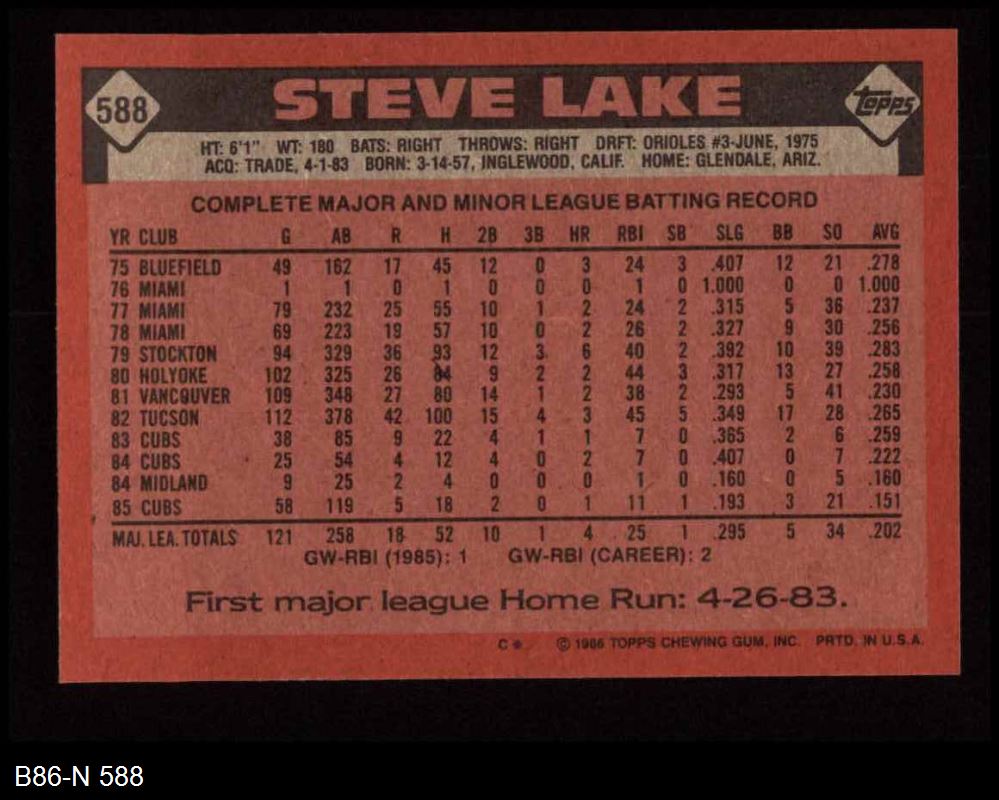 588 STEVE LAKE Topps
HT: 6'1" WT: 180 BATS: RIGHT THROWS: RIGHT DRFT: ORIOLES #3-JUNE, 1975
ACQ: TRADE, 4-1-83 BORN: 3-14-57, INGLEWOOD, CALIF. HOME: GLENDALE, ARIZ.
COMPLETE MAJOR AND MINOR LEAGUE BATTING RECORD
YR CLUB G AB R H 2B 3B HR RBI SB SLG BB SO AVG
75 BLUEFIELD 49 162 17 45 12 0 3 24 3 .407 12 21 .278
76 MIAMI 1 1 0 1 0 0 0 1 0 1.000 0 0 1.000
77 MIAMI 79 232 25 55 10 1 2 24 2 .315 5 36 .237
78 MIAMI 69 223 19 57 10 0 2 26 2 .327 9 30 .256
79 STOCKTON 94 329 36 93 12 3 6 40 2 .392 10 39 .283
80 HOLYOKE 102 325 26 84 9 2 2 44 3 .317 13 27 .258
81 VANCOUVER 109 348 27 80 14 1 2 38 2 .293 5 41 .230
82 TUCSON 112 378 42 100 15 4 3 45 5 .349 17 28 .265
83 CUBS 38 85 9 22 4 1 1 7 0 .365 2 6 .259
84 CUBS 25 54 4 12 4 0 2 7 0 .407 0 7 .222
84 MIDLAND 9 25 2 4 0 0 0 1 0 .160 0 5 .160
85 CUBS 58 119 5 18 2 0 1 11 1 .193 3 21 .151
MAJ. LEA. TOTALS 121 258 18 52 10 1 4 25 1 .295 5 34 .202
GW-RBI (1985): 1 GW-RBI (CAREER): 2
First major league Home Run: 4-26-83.
C* © 1986 TOPPS CHEWING GUM, INC. PRTD. IN U.S.A.
B86-N 588